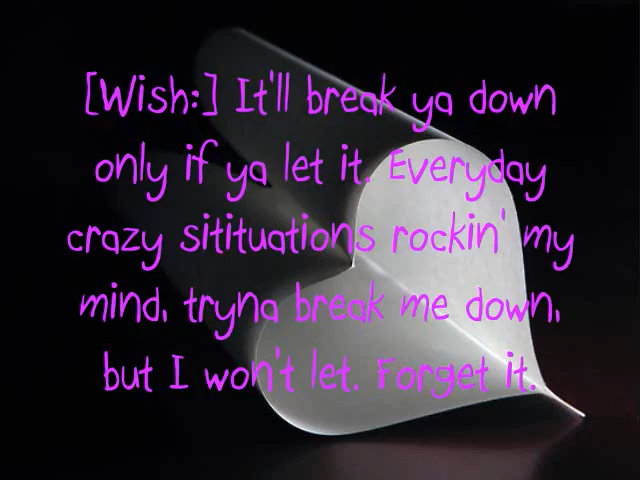 [Wish:] It'll break ya down
only if ya let it. Everyday
crazy sitituations rockin' my
mind, tryna break me down,
but I won't let. Forget it.